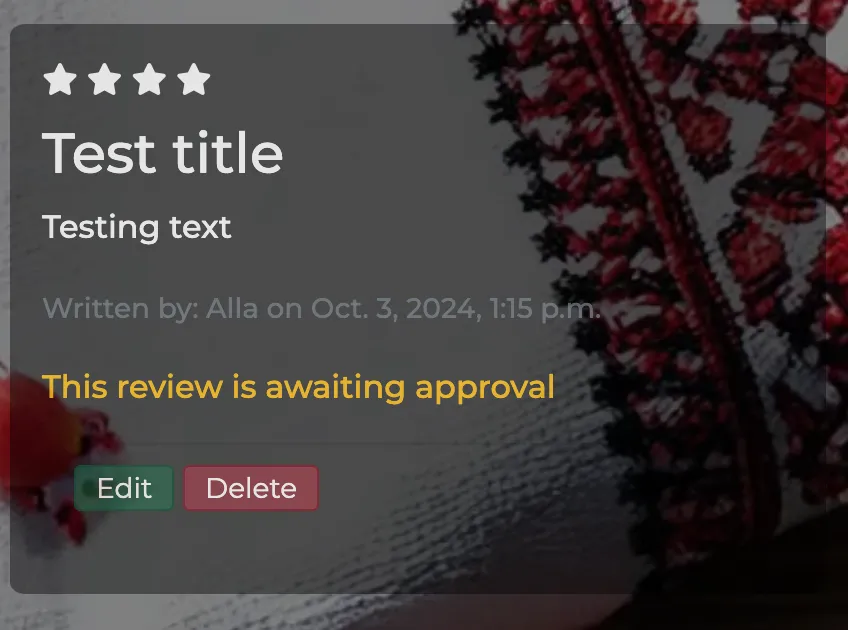 Test title
Testing text
Written by: Alla on Oct. 3, 2024, 1:15 p.m.
This review is awaiting approval
Edit Delete